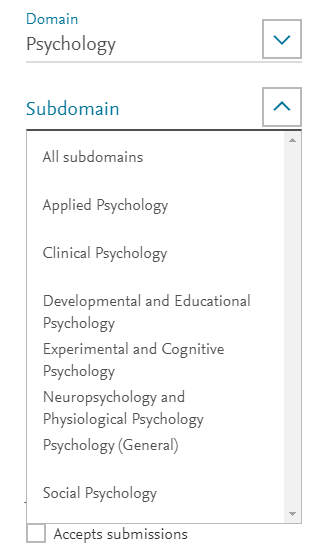 Domain
Psychology
Subdomain
All subdomains
Applied Psychology
Clinical Psychology
Developmental and Educational
Psychology
Experimental and Cognitive
Psychology
Neuropsychology and
Physiological Psychology
Psychology (General)
Social Psychology
Accepts submissions